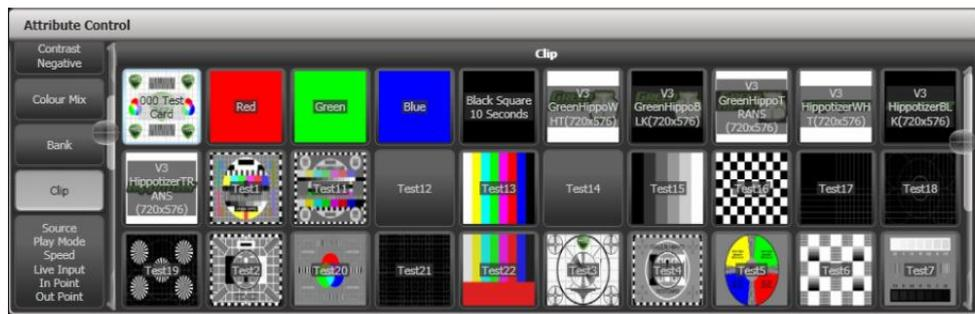 Attribute Control
Contrast
Negative
Colour Mix
Bank
Clip
Source
Play Mode
Speed
Live Input
In Point
Out Point
Clip
000 Test
Card
Red
Green
Blue
Black Square
10 Seconds
V3
GreenHippoW
HT(720x576)
V3
GreenHippoB
LK(720x576)
V3
GreenHippoT
RANS
(720x576)
V3
HippotizerWH
T(720x576)
V3
HippotizerBL
K(720x576)
V3
HippotizerTR
ANS
(720x576)
Test1
Test11
Test12
Test13
Test14
Test15
Test16
Test17
Test18
Test19
Test2
Test20
Test21
Test22
Test3
Test4
Test5
Test6
Test7